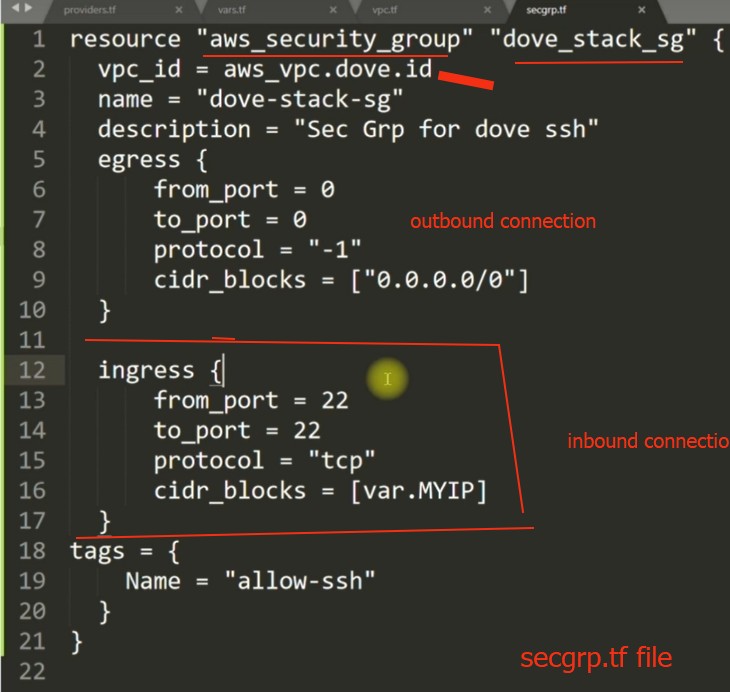 providers.tf vars.tf vpc.tf secgrp.tf
1 resource "aws_security_group" "dove_stack_sg" {
2 vpc_id = aws_vpc.dove.id
3 name = "dove-stack-sg"
4 description = "Sec Grp for dove ssh"
5 egress {
6 from_port = 0
7 to_port = 0 outbound connection
8 protocol = "-1"
9 cidr_blocks = ["0.0.0.0/0"]
10 }
11
12 ingress {
13 from_port = 22
14 to_port = 22 inbound connectio
15 protocol = "tcp"
16 cidr_blocks = [var.MYIP]
17 }
18 tags = {
19 Name = "allow-ssh"
20 }
21 }
22
secgrp.tf file